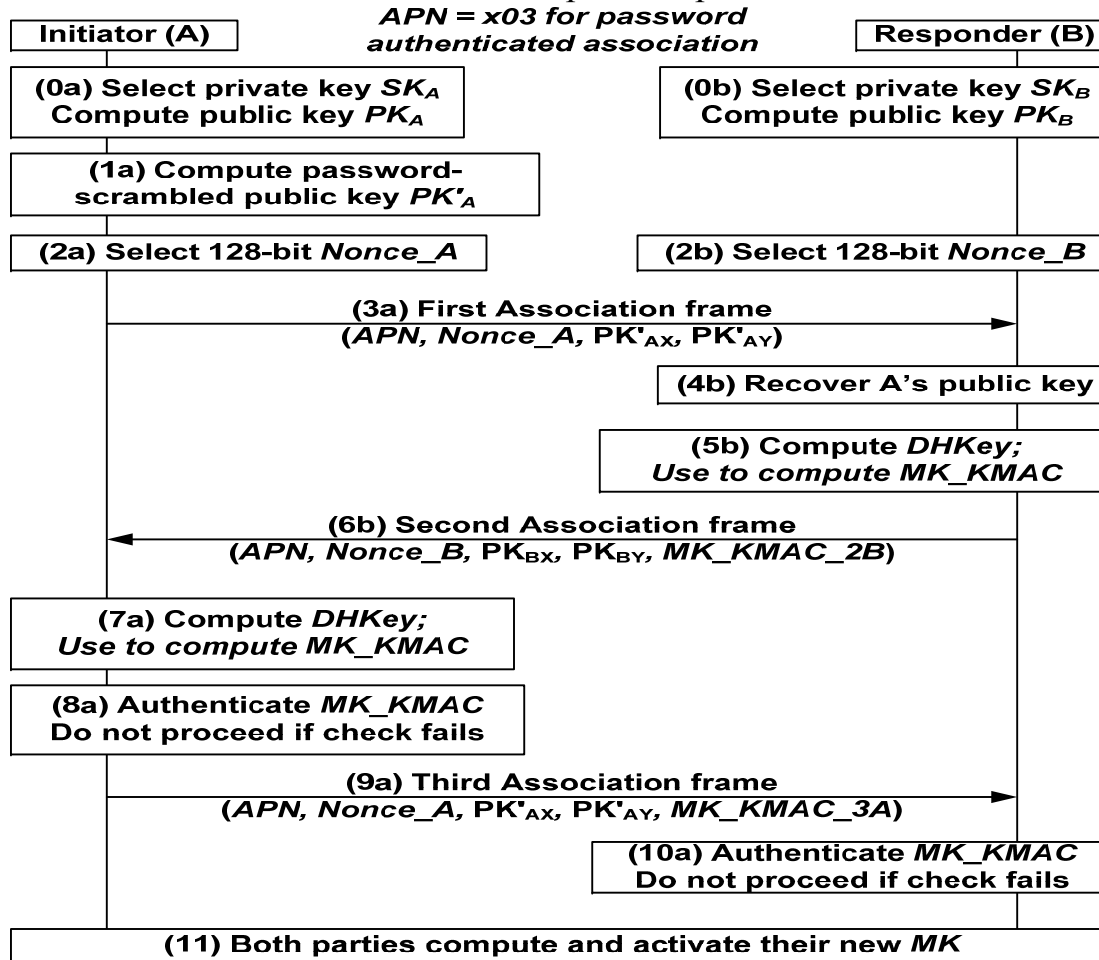 APN = x03 for password
authenticated association
Initiator (A)
Responder (B)
(0a) Select private key SKA
Compute public key PKA
(0b) Select private key SKB
Compute public key PKB
(1a) Compute password-
scrambled public key PK'A
(2a) Select 128-bit Nonce_A
(2b) Select 128-bit Nonce_B
(3a) First Association frame
(APN, Nonce_A, PK'AX, PK'AY)
(4b) Recover A's public key
(5b) Compute DHKey;
Use to compute MK_KMAC
(6b) Second Association frame
(APN, Nonce_B, PKBX, PKBY, MK_KMAC_2B)
(7a) Compute DHKey;
Use to compute MK_KMAC
(8a) Authenticate MK_KMAC
Do not proceed if check fails
(9a) Third Association frame
(APN, Nonce_A, PK'AX, PK'AY, MK_KMAC_3A)
(10a) Authenticate MK_KMAC
Do not proceed if check fails
(11) Both parties compute and activate their new MK